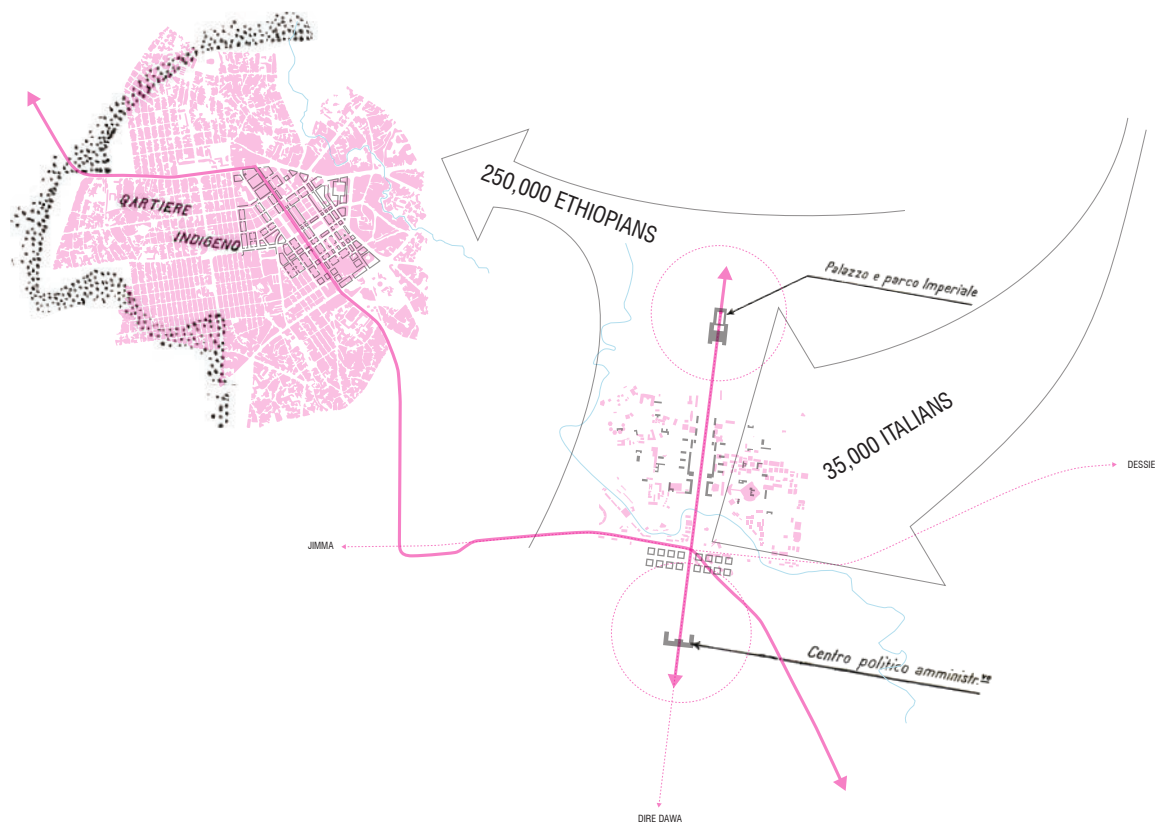 250,000 ETHIOPIANS
QARTIERE
INDIGENO
Palazzo e parco Imperiale
35,000 ITALIANS
DESSIE
JIMMA
Centro politico amministr.vo
DIRE DAWA